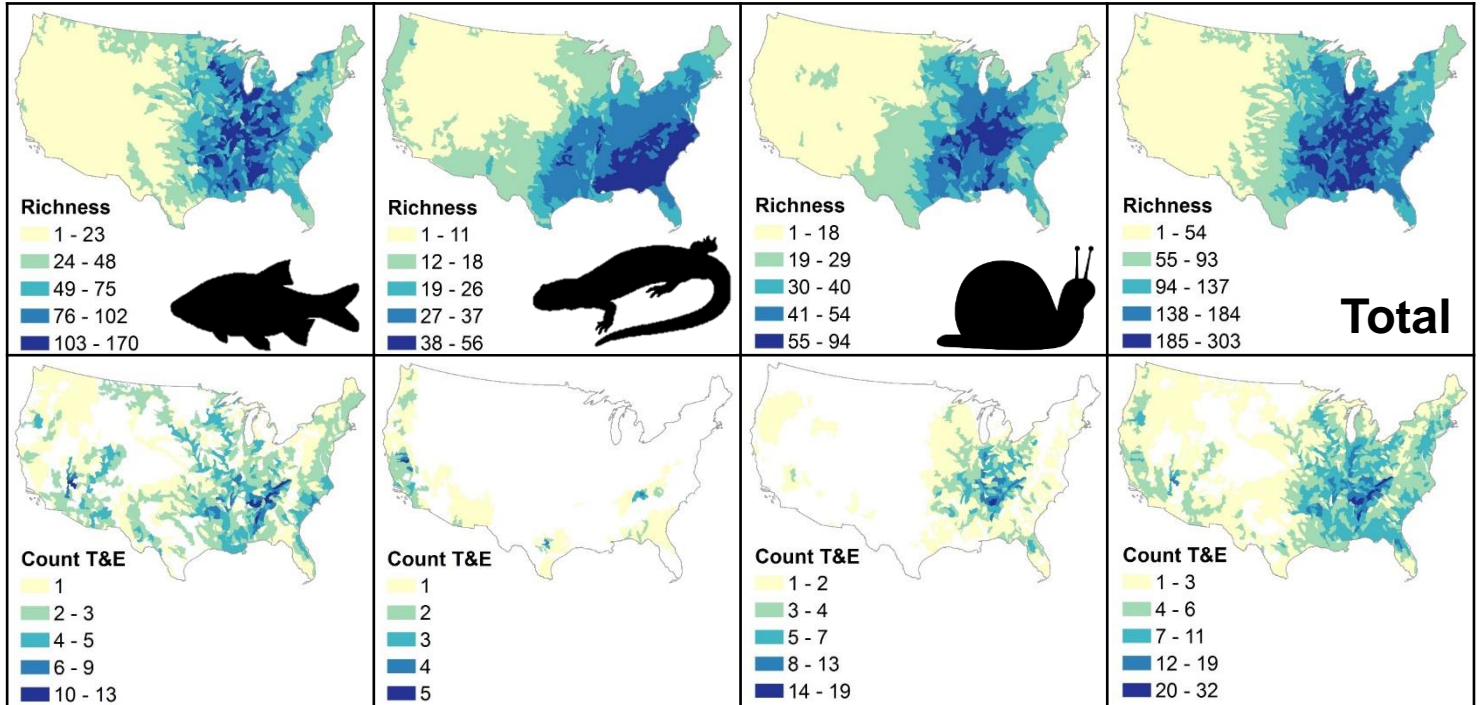 Richness
1 - 23
24 - 48
49 - 75
76 - 102
103 - 170
Richness
1 - 11
12 - 18
19 - 26
27 - 37
38 - 56
Richness
1 - 18
19 - 29
30 - 40
41 - 54
55 - 94
Richness
1 - 54
55 - 93
94 - 137
138 - 184
185 - 303
Total
Count T&E
1
2 - 3
4 - 5
6 - 9
10 - 13
Count T&E
1
2
3
4
5
Count T&E
1 - 2
3 - 4
5 - 7
8 - 13
14 - 19
Count T&E
1 - 3
4 - 6
7 - 11
12 - 19
20 - 32